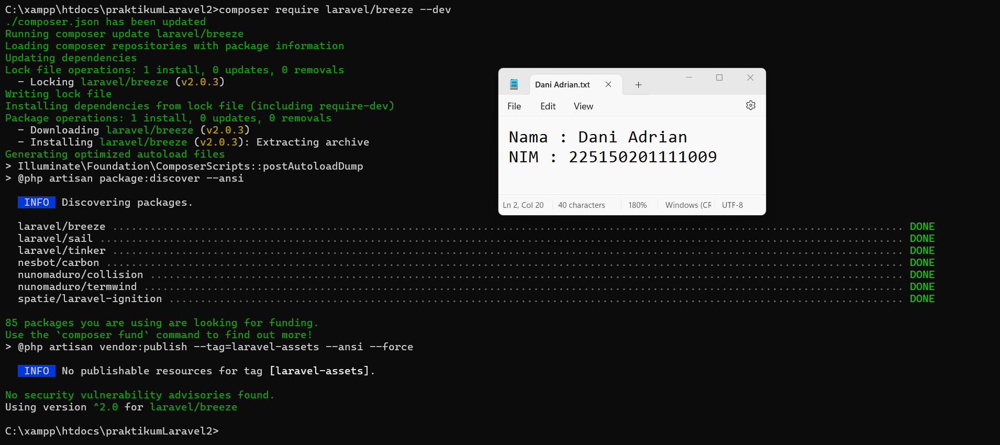 C:\xampp\htdocs\praktikumLaravel2>composer require laravel/breeze --dev
./composer.json has been updated
Running composer update laravel/breeze
Loading composer repositories with package information
Updating dependencies
Lock file operations: 1 install, 0 updates, 0 removals
  - Locking laravel/breeze (v2.0.3)
Writing lock file
Installing dependencies from lock file (including require-dev)
Package operations: 1 install, 0 updates, 0 removals
  - Downloading laravel/breeze (v2.0.3)
  - Installing laravel/breeze (v2.0.3): Extracting archive
Generating optimized autoload files
> Illuminate\Foundation\ComposerScripts::postAutoloadDump
> @php artisan package:discover --ansi
INFO Discovering packages.
laravel/breeze ........ DONE
laravel/sail ........ DONE
laravel/tinker ........ DONE
nesbot/carbon ........ DONE
nunomaduro/collision ........ DONE
nunomaduro/termwind ........ DONE
spatie/laravel-ignition ........ DONE
85 packages you are using are looking for funding.
Use the `composer fund` command to find out more!
> @php artisan vendor:publish --tag=laravel-assets --ansi --force
INFO No publishable resources for tag [laravel-assets].
No security vulnerability advisories found.
Using version ^2.0 for laravel/breeze
C:\xampp\htdocs\praktikumLaravel2>
Dani Adrian.txt
File Edit View
Nama : Dani Adrian
NIM : 225150201111009
Ln 2, Col 20 40 characters 180% Windows (CR UTF-8